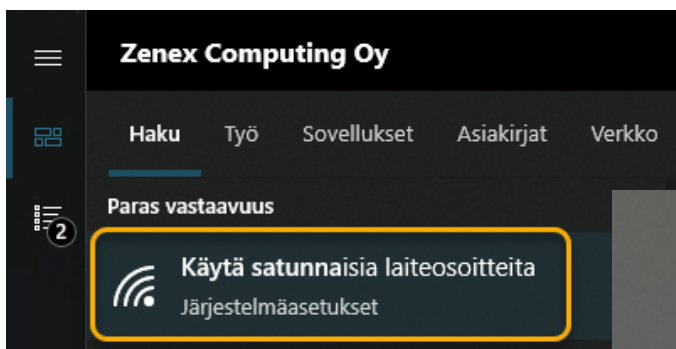 Zenex Computing Oy
Haku Työ Sovellukset Asiakirjat Verkko
Paras vastaavuus
2
Käytä satunnaisia laiteosoitteita
Järjestelmäasetukset